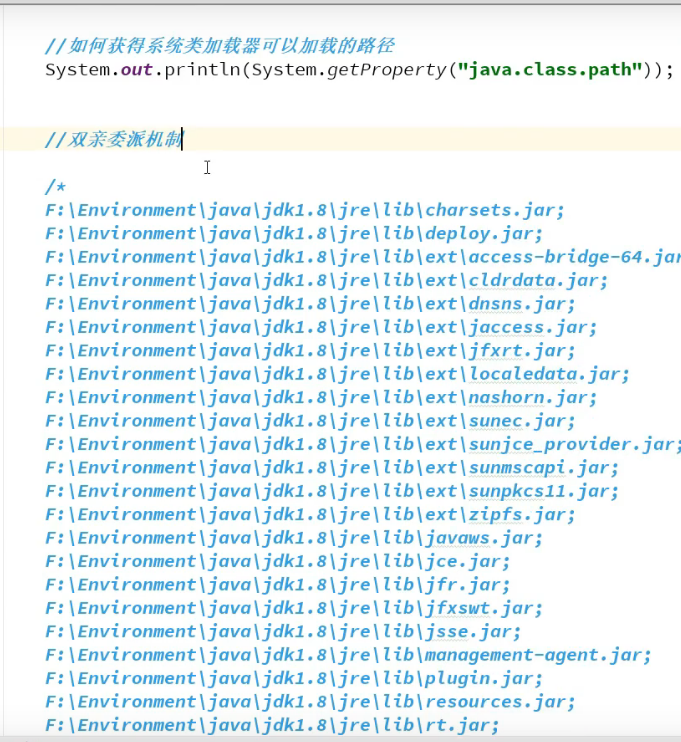 //如何获得系统类加载器可以加载的路径
System.out.println(System.getProperty("java.class.path"));
//双亲委派机制
/*
F:\Environment\java\jdk1.8\jre\lib\charsets.jar;
F:\Environment\java\jdk1.8\jre\lib\deploy.jar;
F:\Environment\java\jdk1.8\jre\lib\ext\access-bridge-64.jar
F:\Environment\java\jdk1.8\jre\lib\ext\cldrdata.jar;
F:\Environment\java\jdk1.8\jre\lib\ext\dnsns.jar;
F:\Environment\java\jdk1.8\jre\lib\ext\jaccess.jar;
F:\Environment\java\jdk1.8\jre\lib\ext\jfxrt.jar;
F:\Environment\java\jdk1.8\jre\lib\ext\localedata.jar;
F:\Environment\java\jdk1.8\jre\lib\ext\nashorn.jar;
F:\Environment\java\jdk1.8\jre\lib\ext\sunec.jar;
F:\Environment\java\jdk1.8\jre\lib\ext\sunjce_provider.jar;
F:\Environment\java\jdk1.8\jre\lib\ext\sunmscapi.jar;
F:\Environment\java\jdk1.8\jre\lib\ext\sunpkcs11.jar;
F:\Environment\java\jdk1.8\jre\lib\ext\zipfs.jar;
F:\Environment\java\jdk1.8\jre\lib\javaws.jar;
F:\Environment\java\jdk1.8\jre\lib\jce.jar;
F:\Environment\java\jdk1.8\jre\lib\jfr.jar;
F:\Environment\java\jdk1.8\jre\lib\jfxswt.jar;
F:\Environment\java\jdk1.8\jre\lib\jsse.jar;
F:\Environment\java\jdk1.8\jre\lib\management-agent.jar;
F:\Environment\java\jdk1.8\jre\lib\plugin.jar;
F:\Environment\java\jdk1.8\jre\lib\resources.jar;
F:\Environment\java\jdk1.8\jre\lib\rt.jar;